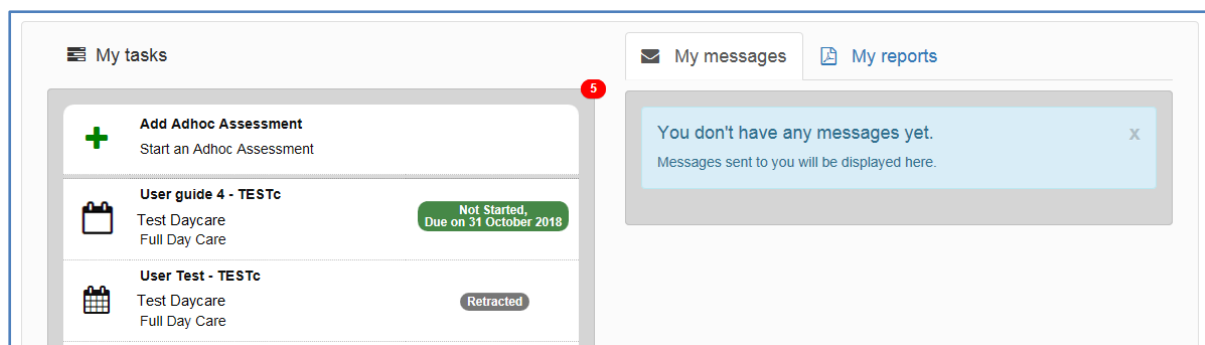 My tasks
5
Add Adhoc Assessment
Start an Adhoc Assessment
User guide 4 - TESTc
Test Daycare
Full Day Care
Not Started,
Due on 31 October 2018
User Test - TESTc
Test Daycare
Full Day Care
Retracted
My messages
My reports
You don't have any messages yet.
x
Messages sent to you will be displayed here.